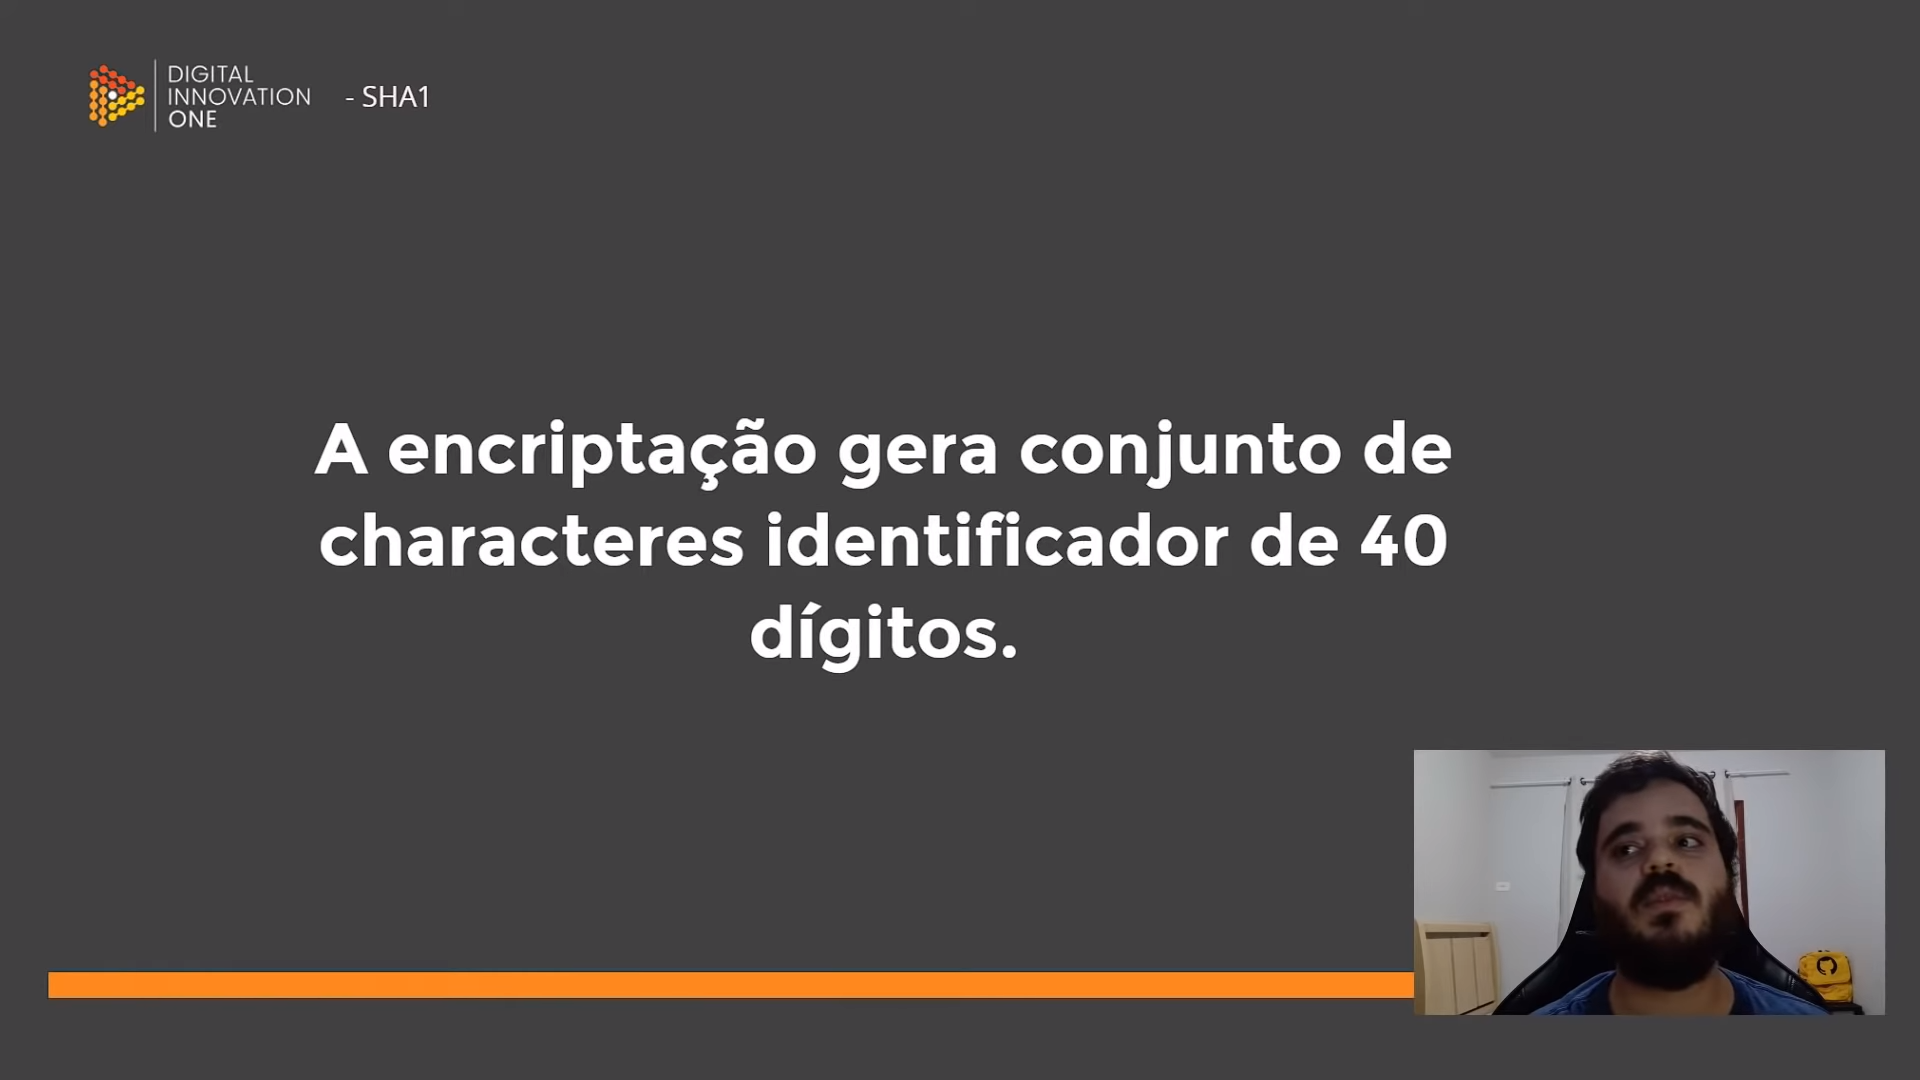 DIGITAL
INNOVATION
ONE
- SHA1
A encriptação gera conjunto de
characteres identificador de 40
dígitos.